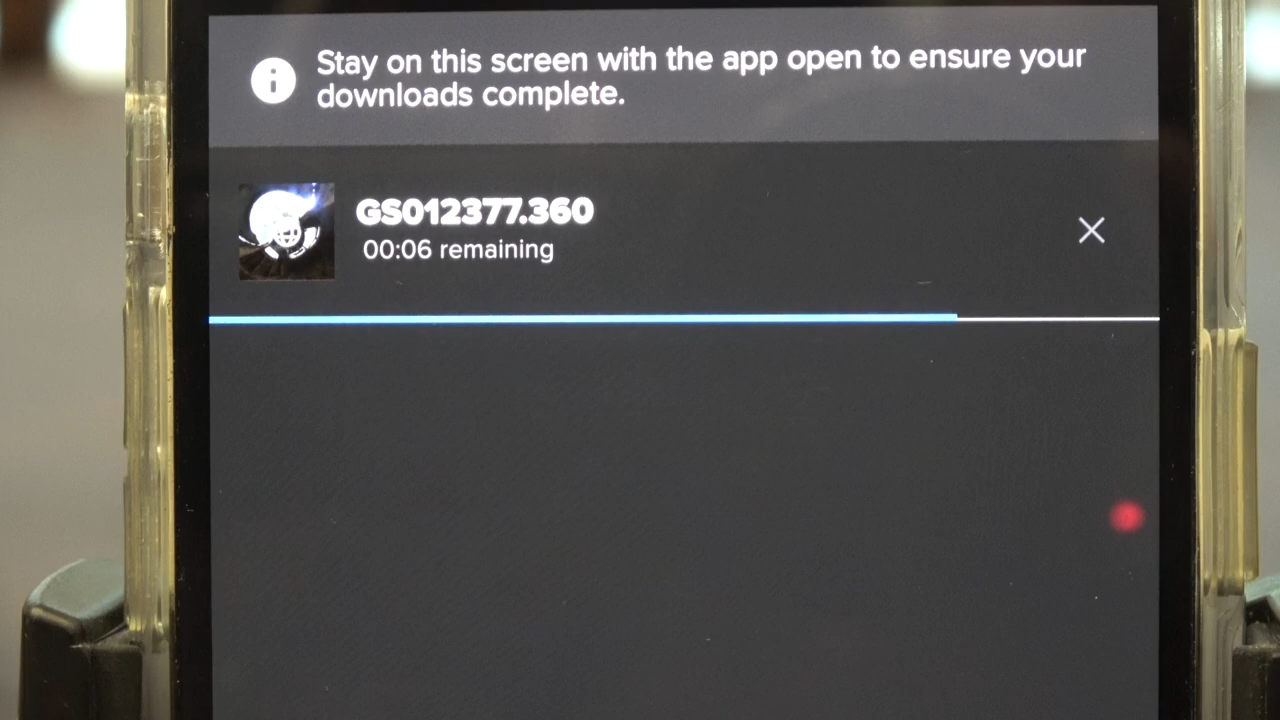 Stay on this screen with the app open to ensure your
downloads complete.
GS012377.360
00:06 remaining